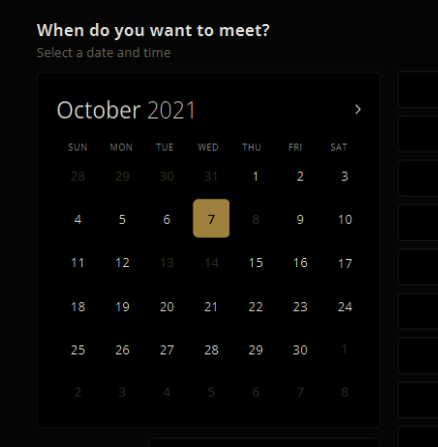 When do you want to meet?
Select a date and time
October 2021
SUN MON TUE WED THU FRI SAT
28 29 30 31 1 2 3
4 5 6 7 8 9 10
11 12 13 14 15 16 17
18 19 20 21 22 23 24
25 26 27 28 29 30 1
2 3 4 5 6 7 8